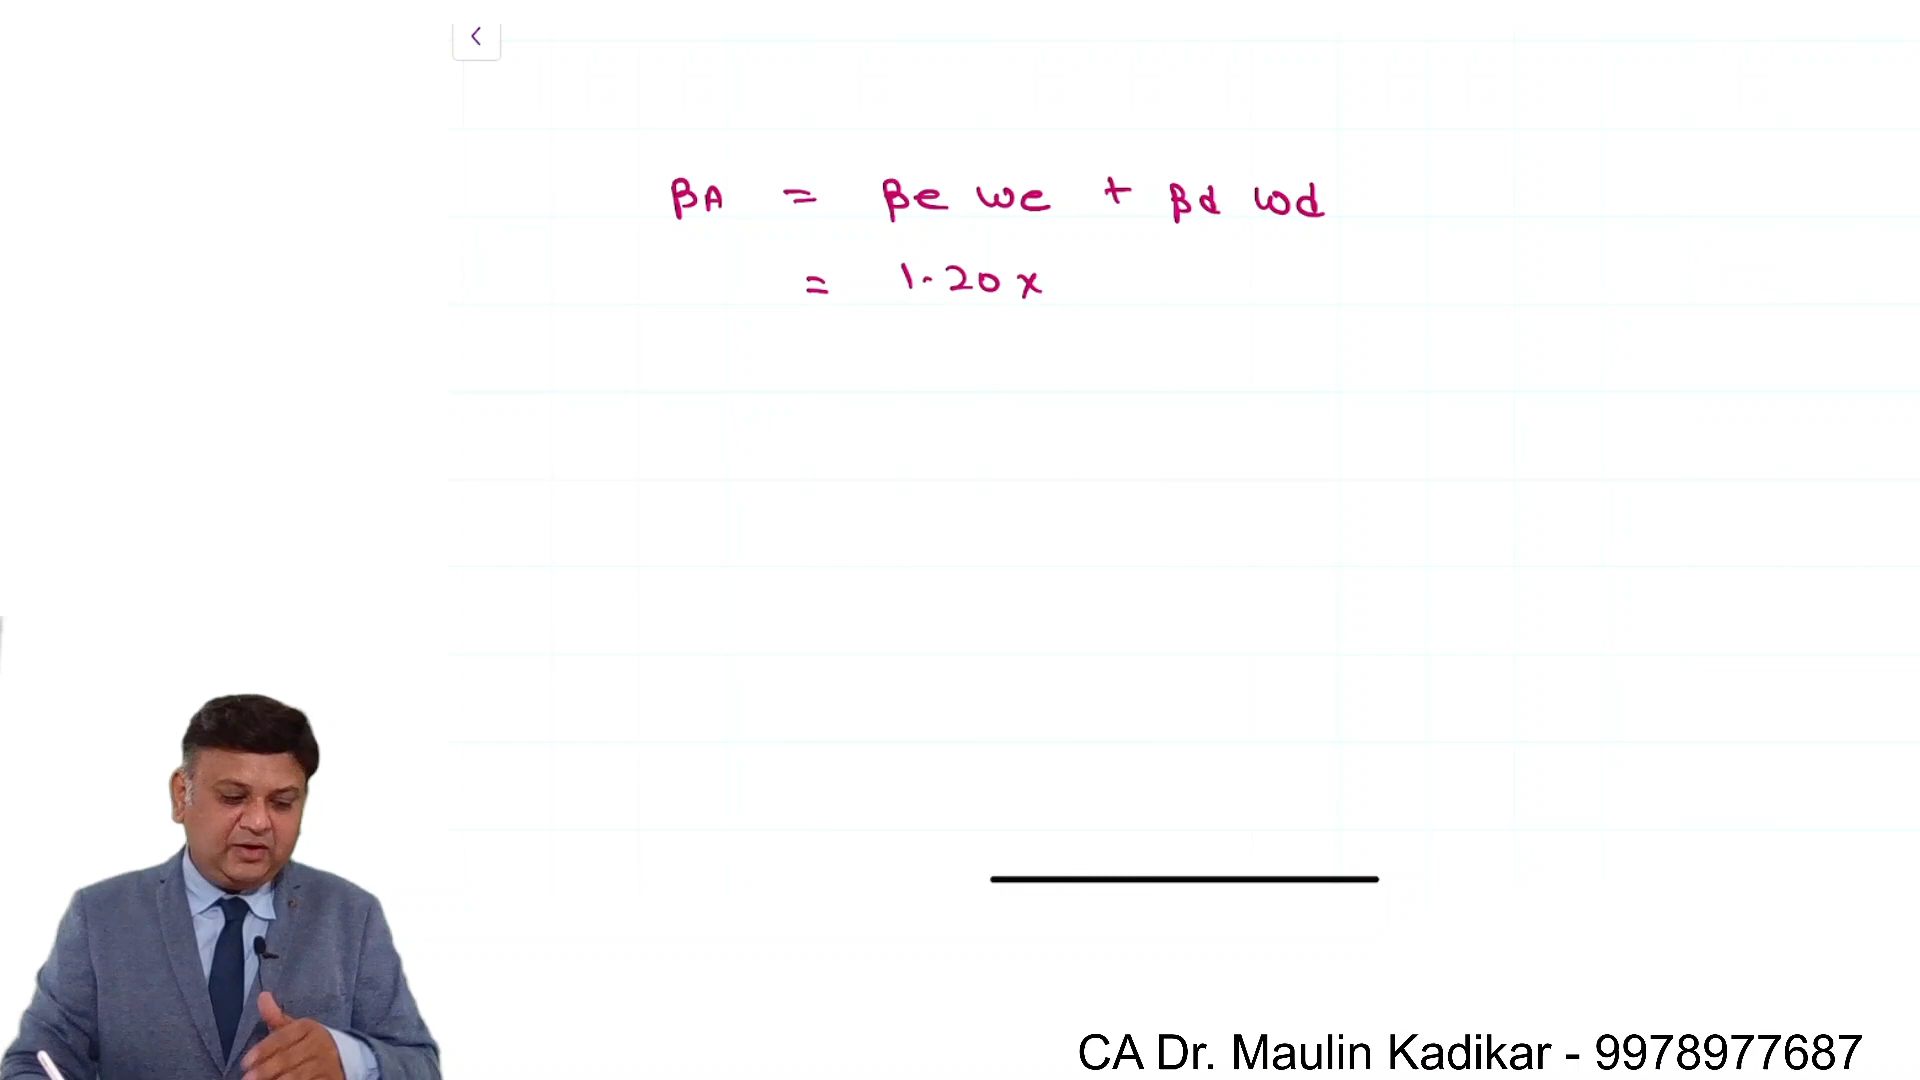 βA = βe we + βd wd
= 1.20 x
CA Dr. Maulin Kadikar - 9978977687